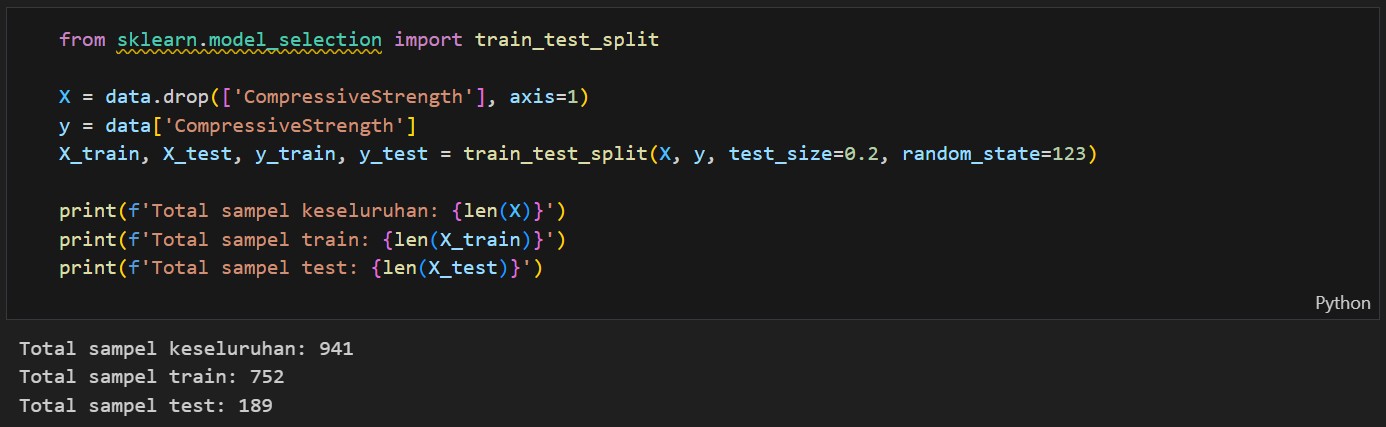 from sklearn.model_selection import train_test_split
X = data.drop(['CompressiveStrength'], axis=1)
y = data['CompressiveStrength']
X_train, X_test, y_train, y_test = train_test_split(X, y, test_size=0.2, random_state=123)
print(f'Total sampel keseluruhan: {len(X)}')
print(f'Total sampel train: {len(X_train)}')
print(f'Total sampel test: {len(X_test)}')
Python
Total sampel keseluruhan: 941
Total sampel train: 752
Total sampel test: 189